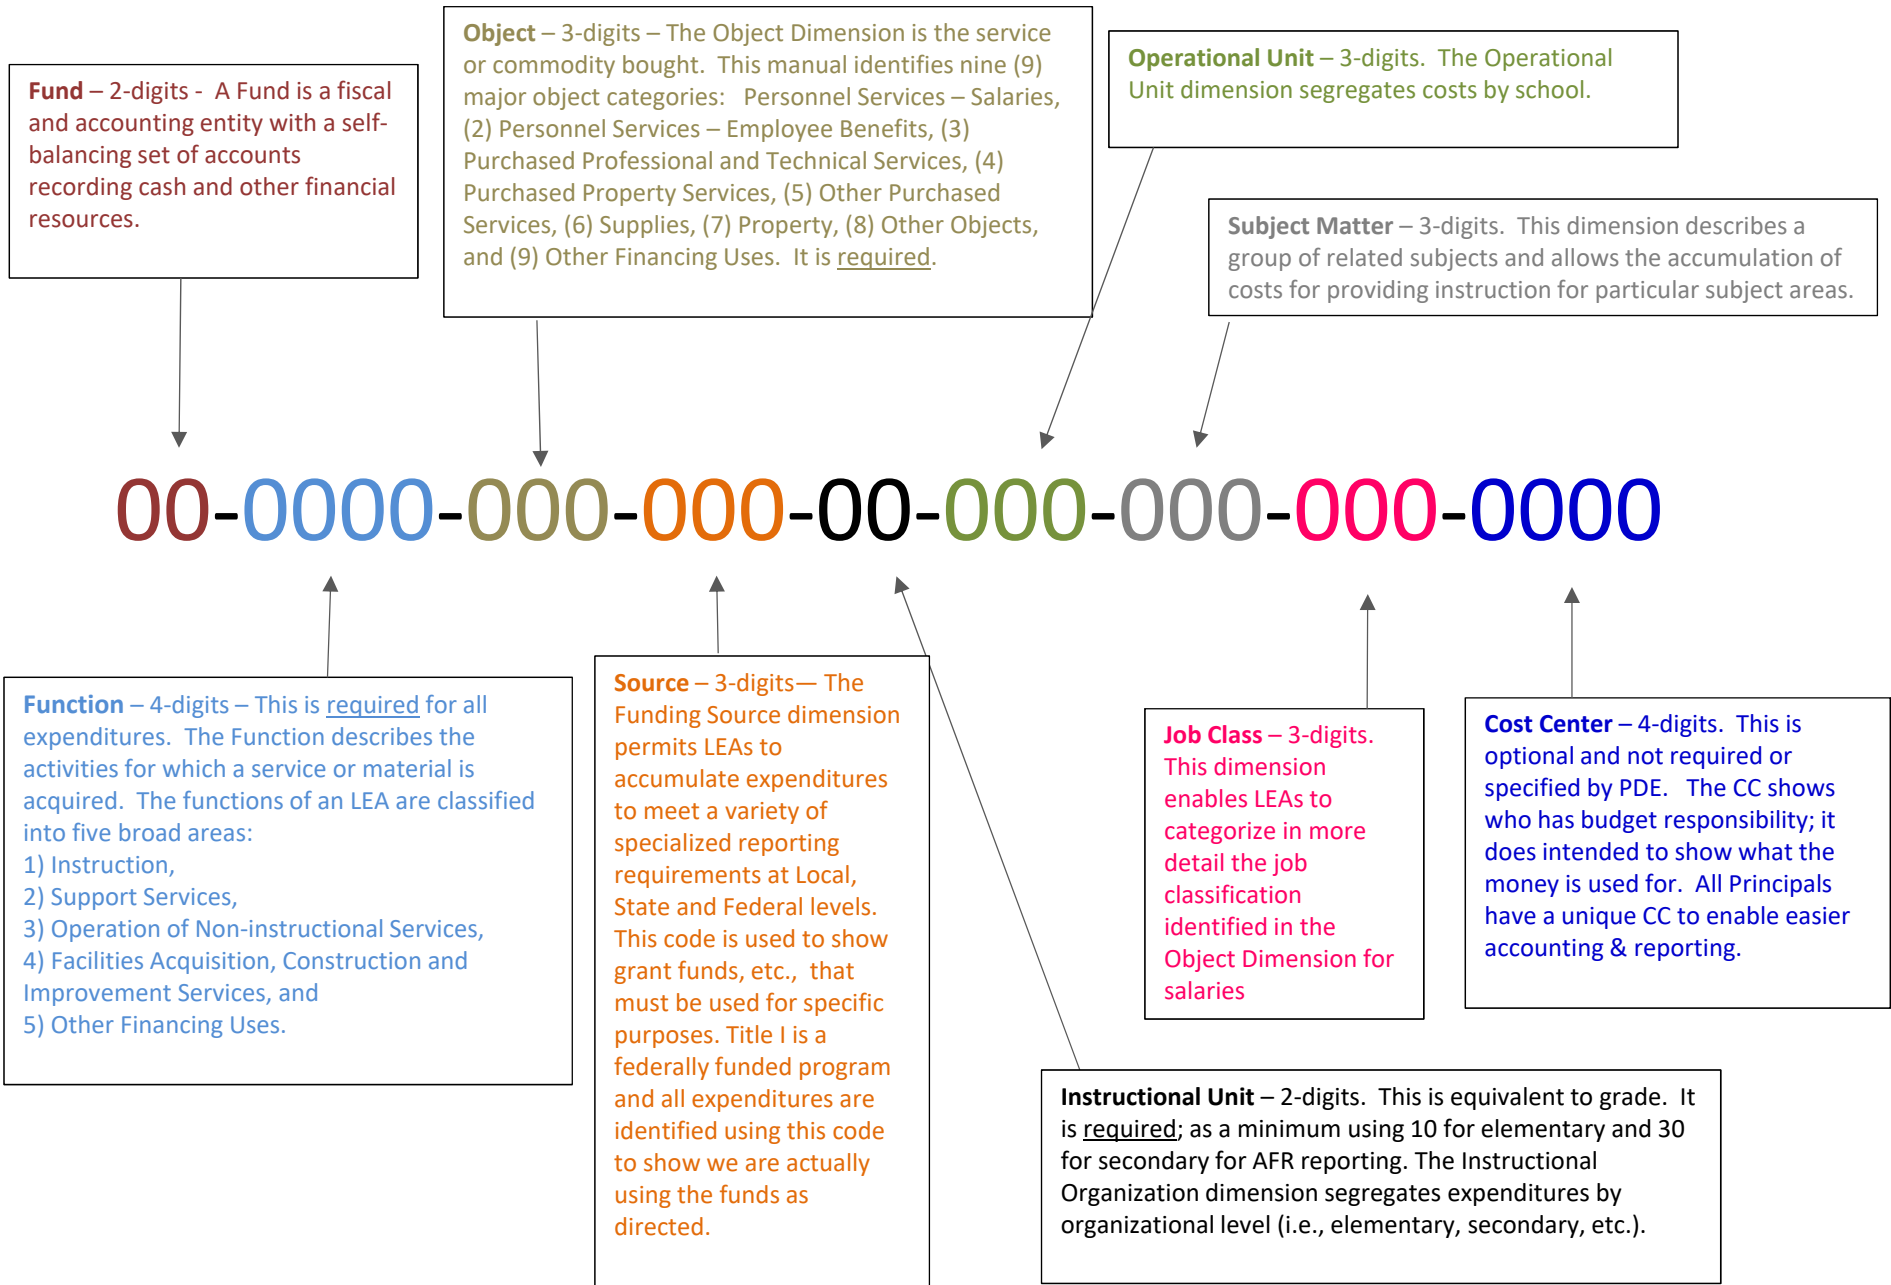 Fund – 2-digits - A Fund is a fiscal
and accounting entity with a self-
balancing set of accounts
recording cash and other financial
resources.
Object – 3-digits – The Object Dimension is the service
or commodity bought. This manual identifies nine (9)
major object categories: Personnel Services – Salaries,
(2) Personnel Services – Employee Benefits, (3)
Purchased Professional and Technical Services, (4)
Purchased Property Services, (5) Other Purchased
Services, (6) Supplies, (7) Property, (8) Other Objects,
and (9) Other Financing Uses. It is required.
Operational Unit – 3-digits. The Operational
Unit dimension segregates costs by school.
Subject Matter – 3-digits. This dimension describes a
group of related subjects and allows the accumulation of
costs for providing instruction for particular subject areas.
00-0000-000-000-00-000-000-000-0000
Function – 4-digits – This is required for all
expenditures. The Function describes the
activities for which a service or material is
acquired. The functions of an LEA are classified
into five broad areas:
1) Instruction,
2) Support Services,
3) Operation of Non-instructional Services,
4) Facilities Acquisition, Construction and
Improvement Services, and
5) Other Financing Uses.
Source – 3-digits— The
Funding Source dimension
permits LEAs to
accumulate expenditures
to meet a variety of
specialized reporting
requirements at Local,
State and Federal levels.
This code is used to show
grant funds, etc., that
must be used for specific
purposes. Title I is a
federally funded program
and all expenditures are
identified using this code
to show we are actually
using the funds as
directed.
Job Class – 3-digits.
This dimension
enables LEAs to
categorize in more
detail the job
classification
identified in the
Object Dimension for
salaries
Cost Center – 4-digits. This is
optional and not required or
specified by PDE. The CC shows
who has budget responsibility; it
does intended to show what the
money is used for. All Principals
have a unique CC to enable easier
accounting & reporting.
Instructional Unit – 2-digits. This is equivalent to grade. It
is required; as a minimum using 10 for elementary and 30
for secondary for AFR reporting. The Instructional
Organization dimension segregates expenditures by
organizational level (i.e., elementary, secondary, etc.).